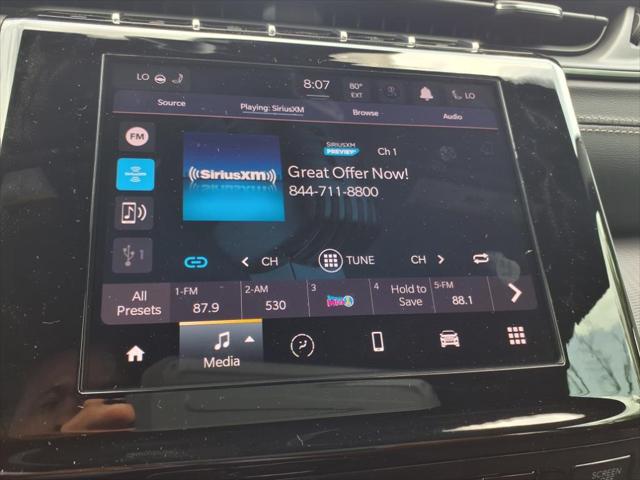 LO 8:07 80° EXT LO
Source Playing: SiriusXM Browse Audio
FM
SIRIUSXM PREVIEW Ch 1
((SiriusXM))
Great Offer Now!
844-711-8800
1
CH TUNE CH
All Presets
1-FM 87.9
2-AM 530
3
4 Hold to Save
5-FM 88.1
Media
SCREEN OFF